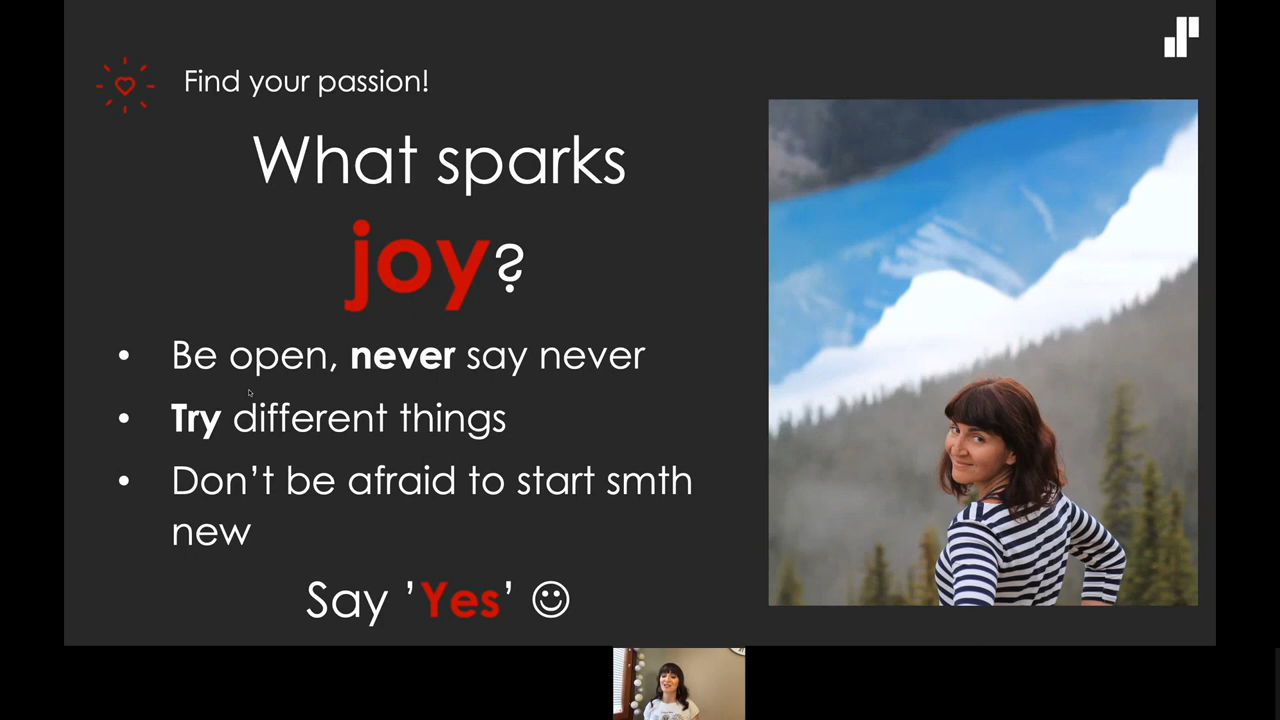 Find your passion!
What sparks
joy?
• Be open, never say never
• Try different things
• Don’t be afraid to start smth
new
Say ’Yes’ ☺